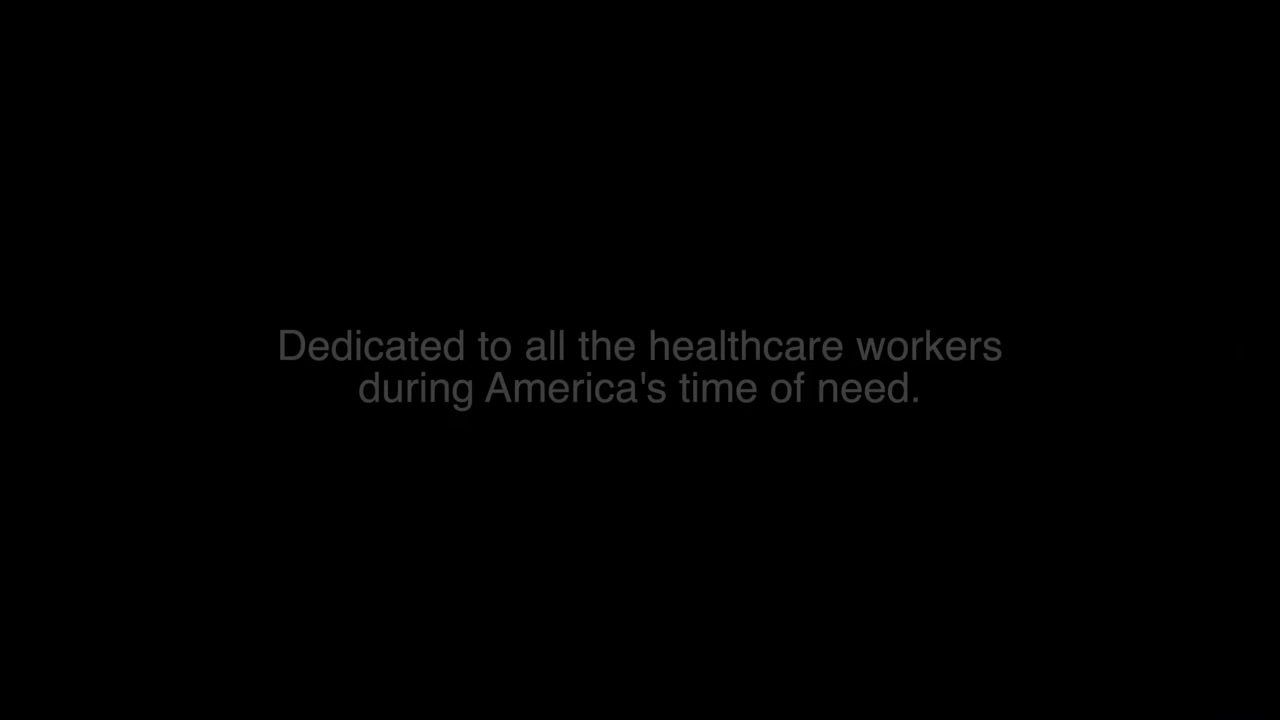 Dedicated to all the healthcare workers
during America's time of need.